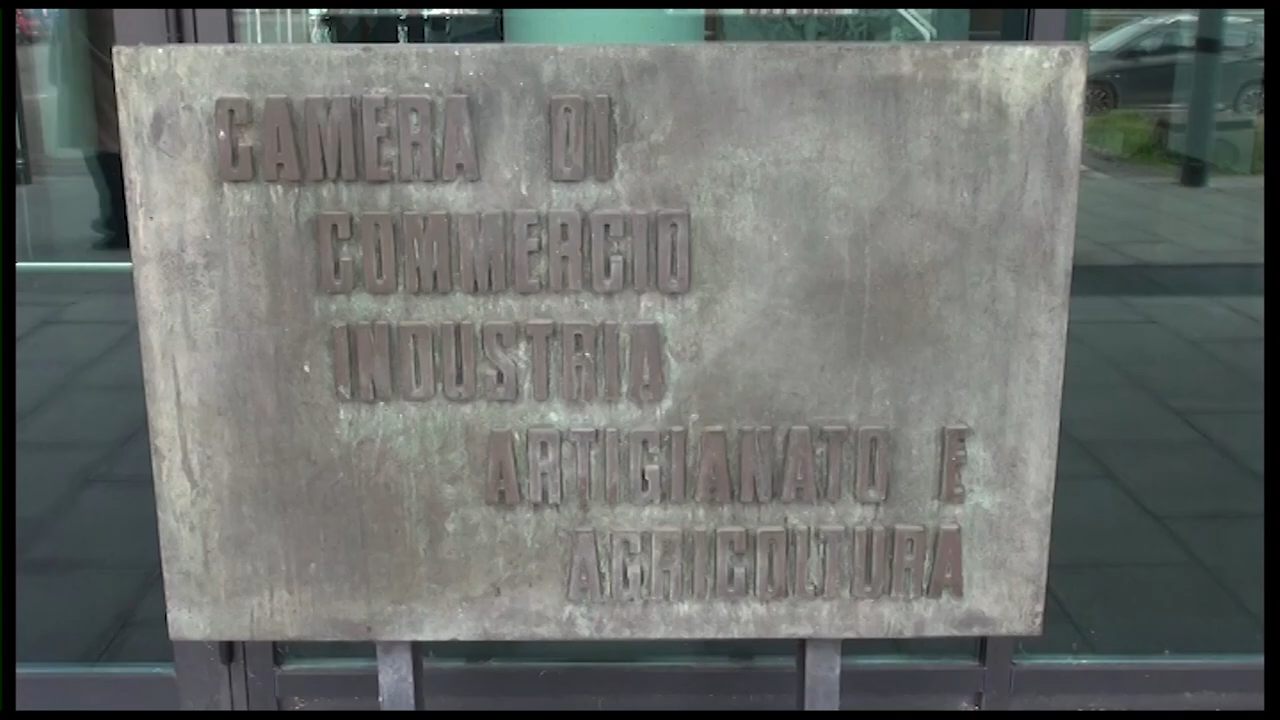 CAMERA DI
COMMERCIO
INDUSTRIA
ARTIGIANATO E
AGRICOLTURA